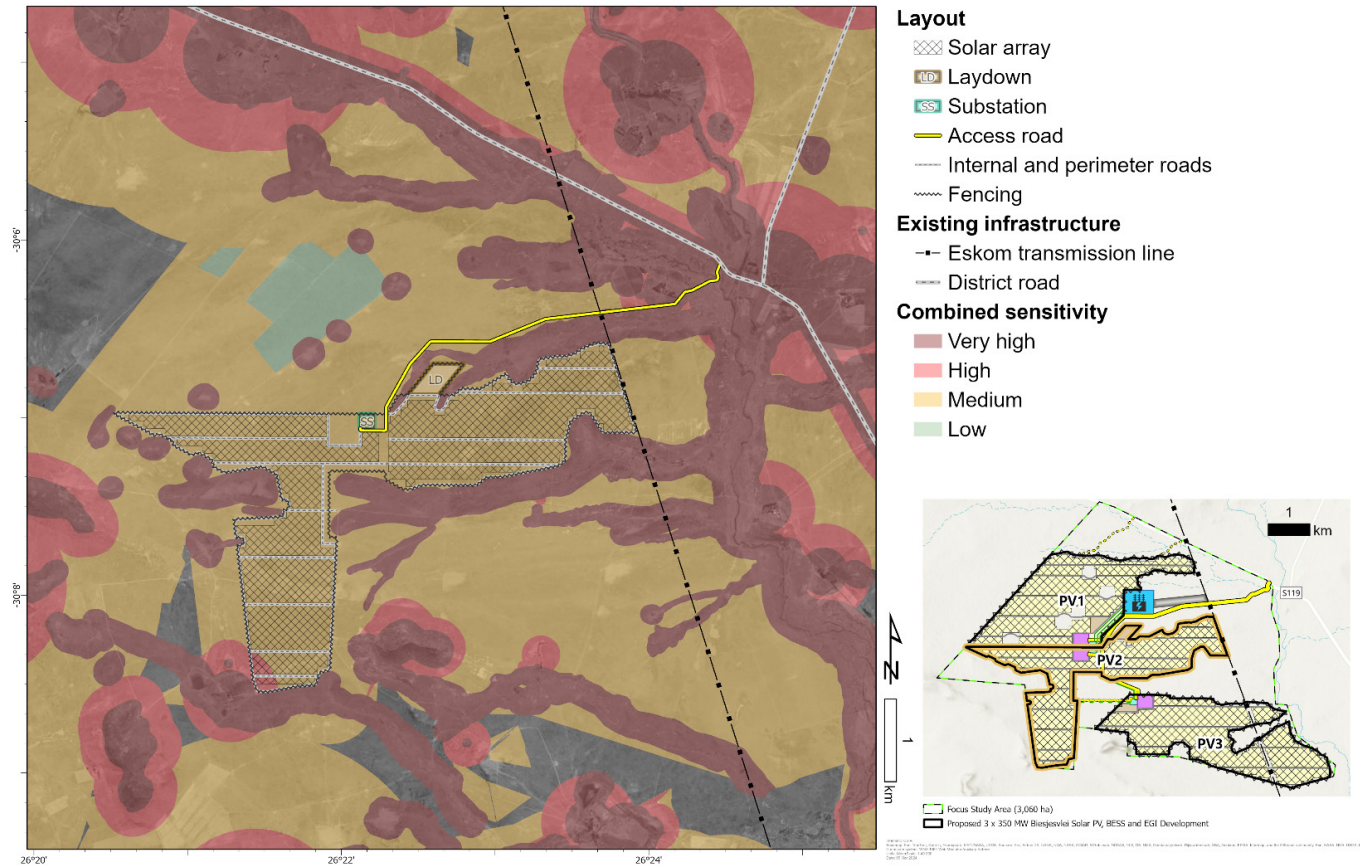 Layout
Solar array
LD Laydown
SS Substation
Access road
Internal and perimeter roads
Fencing
Existing infrastructure
Eskom transmission line
District road
Combined sensitivity
Very high
High
Medium
Low
-30°6'
-30°8'
LD
SS
26°20'
26°22'
26°24'
N
1
km
1
km
PV1
S119
PV2
PV3
Focus Study Area (3,060 ha)
Proposed 3 x 350 MW Biesjesvlei Solar PV, BESS and EGI Development